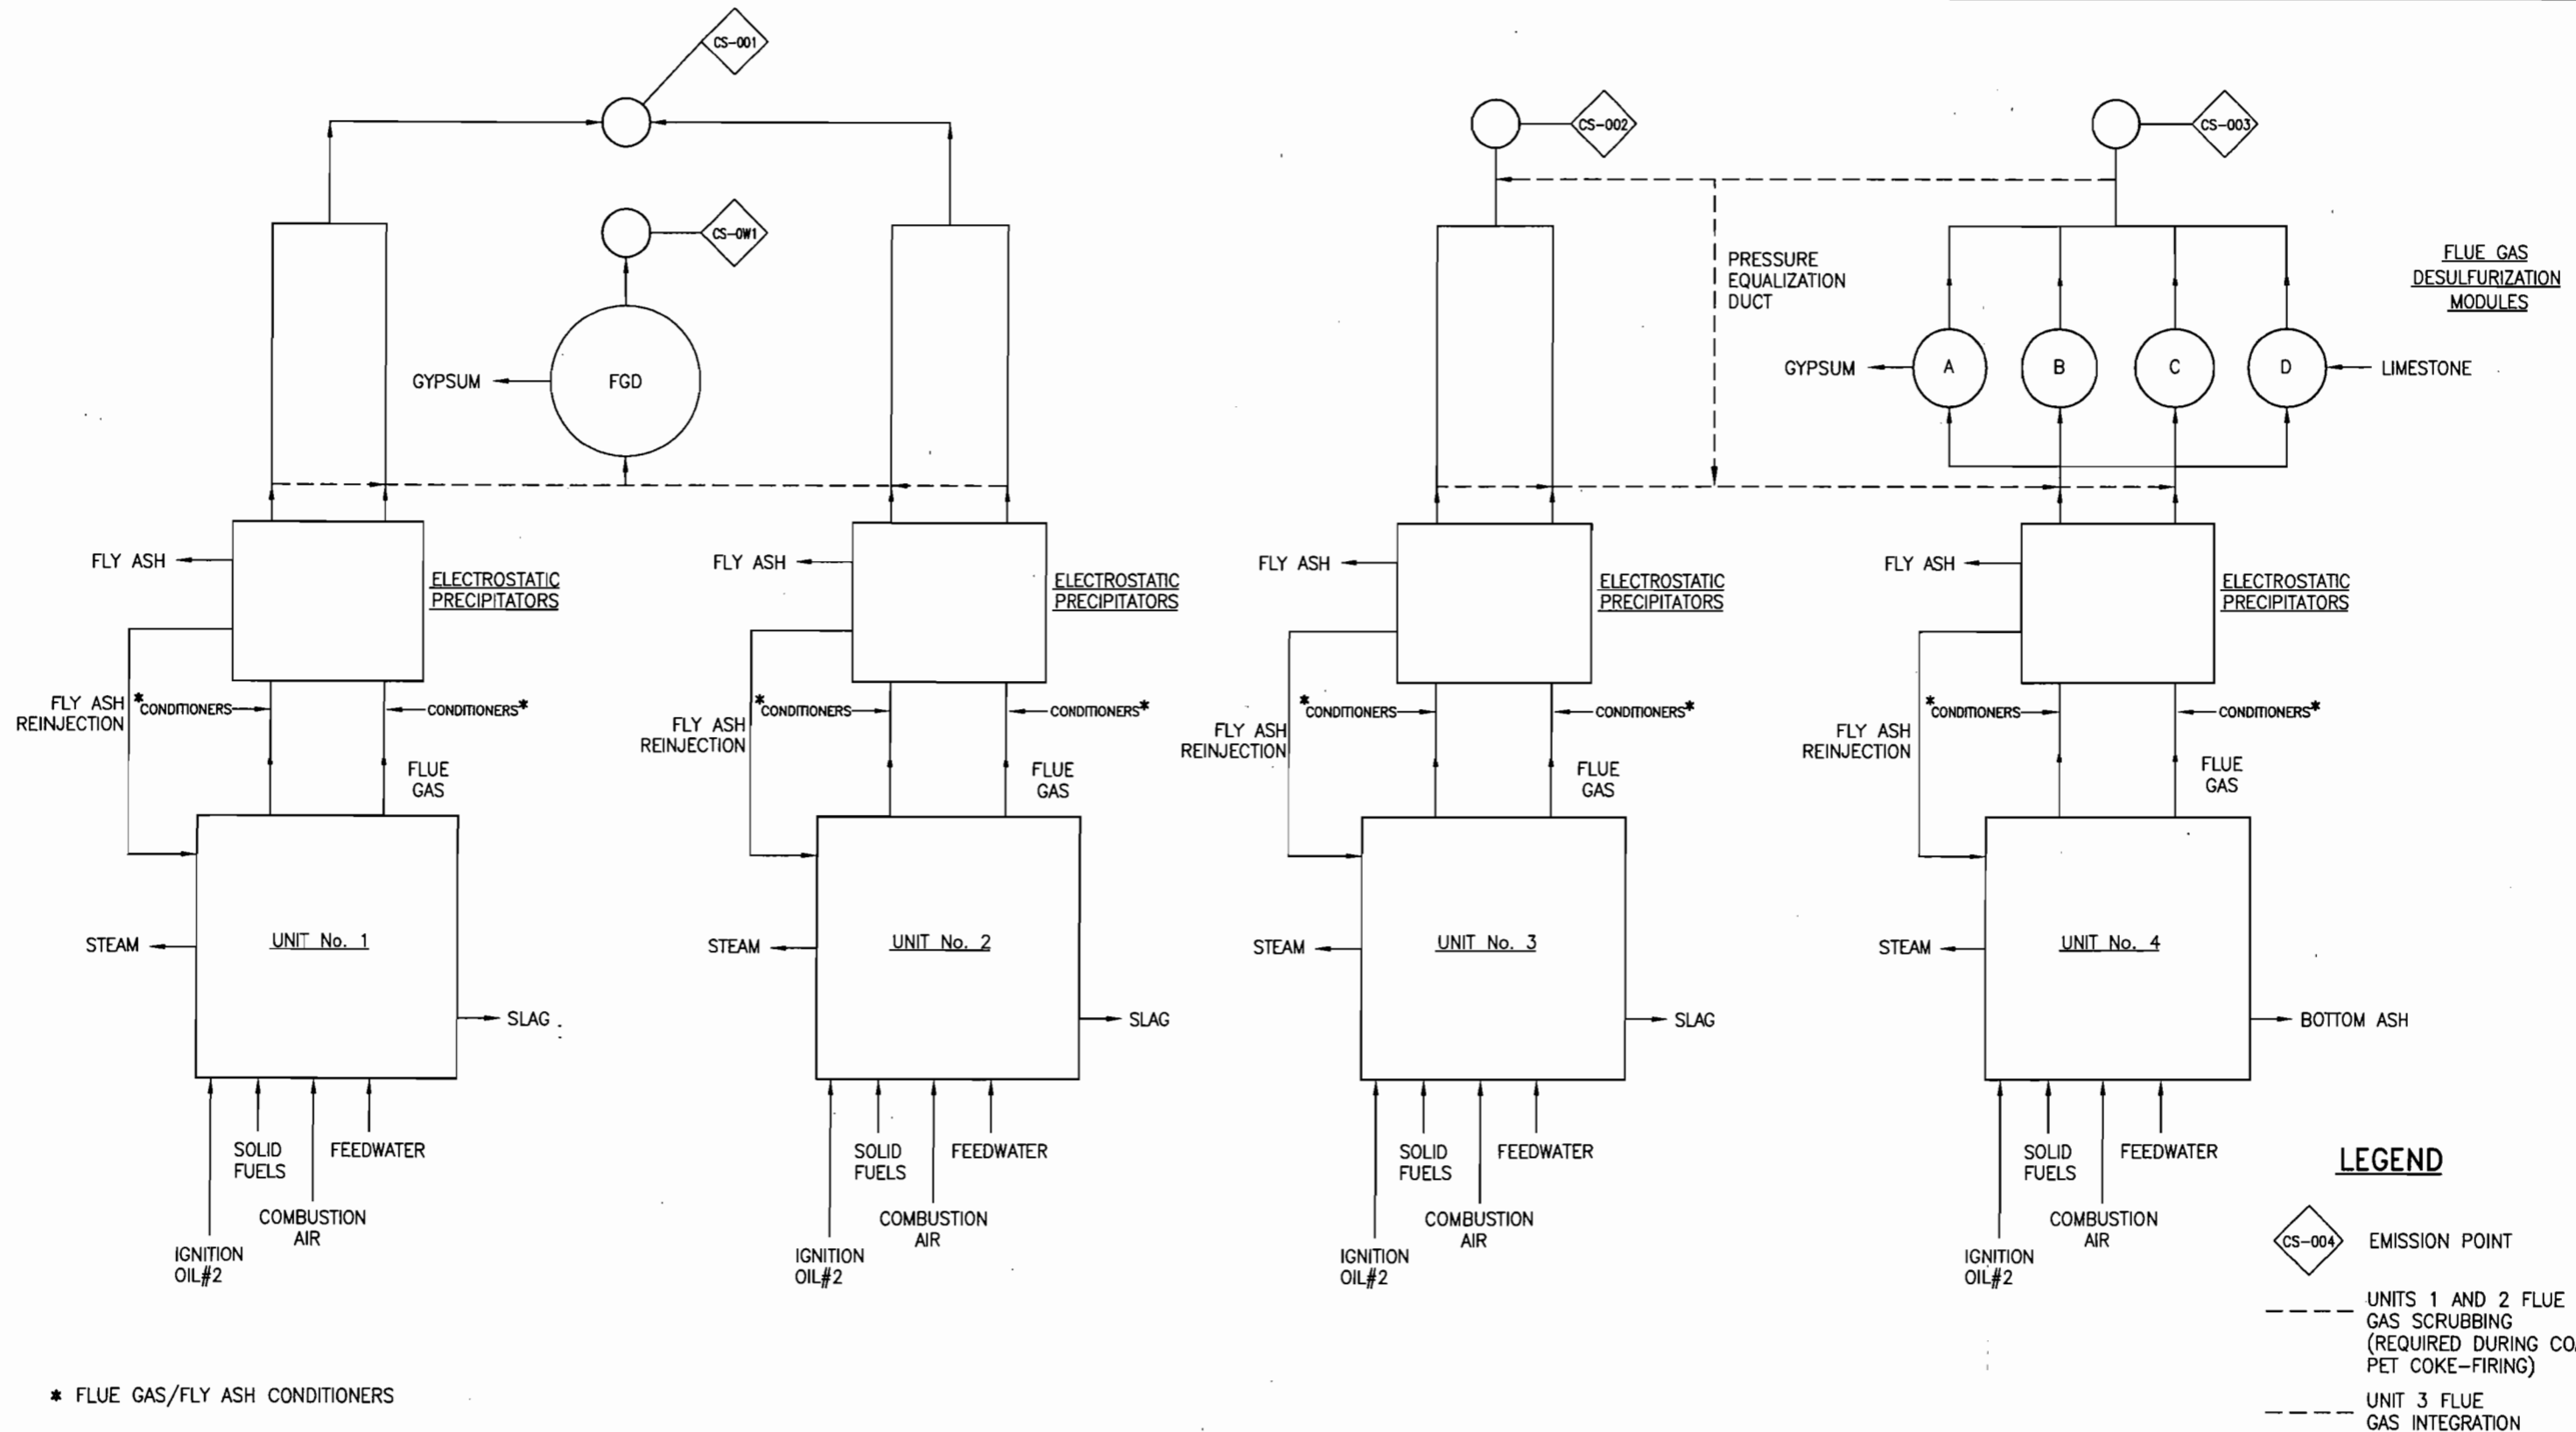 CS-001
CS-002
CS-003
CS-0W1
PRESSURE
EQUALIZATION
DUCT
FLUE GAS
DESULFURIZATION
MODULES
GYPSUM
FGD
GYPSUM
A
B
C
D
LIMESTONE
FLY ASH
ELECTROSTATIC
PRECIPITATORS
FLY ASH
ELECTROSTATIC
PRECIPITATORS
FLY ASH
ELECTROSTATIC
PRECIPITATORS
FLY ASH
ELECTROSTATIC
PRECIPITATORS
FLY ASH
REINJECTION
*CONDITIONERS
CONDITIONERS*
FLUE
GAS
FLY ASH
REINJECTION
*CONDITIONERS
CONDITIONERS*
FLUE
GAS
FLY ASH
REINJECTION
*CONDITIONERS
CONDITIONERS*
FLUE
GAS
FLY ASH
REINJECTION
*CONDITIONERS
CONDITIONERS*
FLUE
GAS
STEAM
UNIT No. 1
SLAG
STEAM
UNIT No. 2
SLAG
STEAM
UNIT No. 3
SLAG
STEAM
UNIT No. 4
BOTTOM ASH
SOLID
FUELS
FEEDWATER
COMBUSTION
AIR
IGNITION
OIL#2
SOLID
FUELS
FEEDWATER
COMBUSTION
AIR
IGNITION
OIL#2
SOLID
FUELS
FEEDWATER
COMBUSTION
AIR
IGNITION
OIL#2
SOLID
FUELS
FEEDWATER
COMBUSTION
AIR
IGNITION
OIL#2
LEGEND
CS-004
EMISSION POINT
UNITS 1 AND 2 FLUE
GAS SCRUBBING
(REQUIRED DURING
PET COKE-FIRING)
UNIT 3 FLUE
GAS INTEGRATION
* FLUE GAS/FLY ASH CONDITIONERS